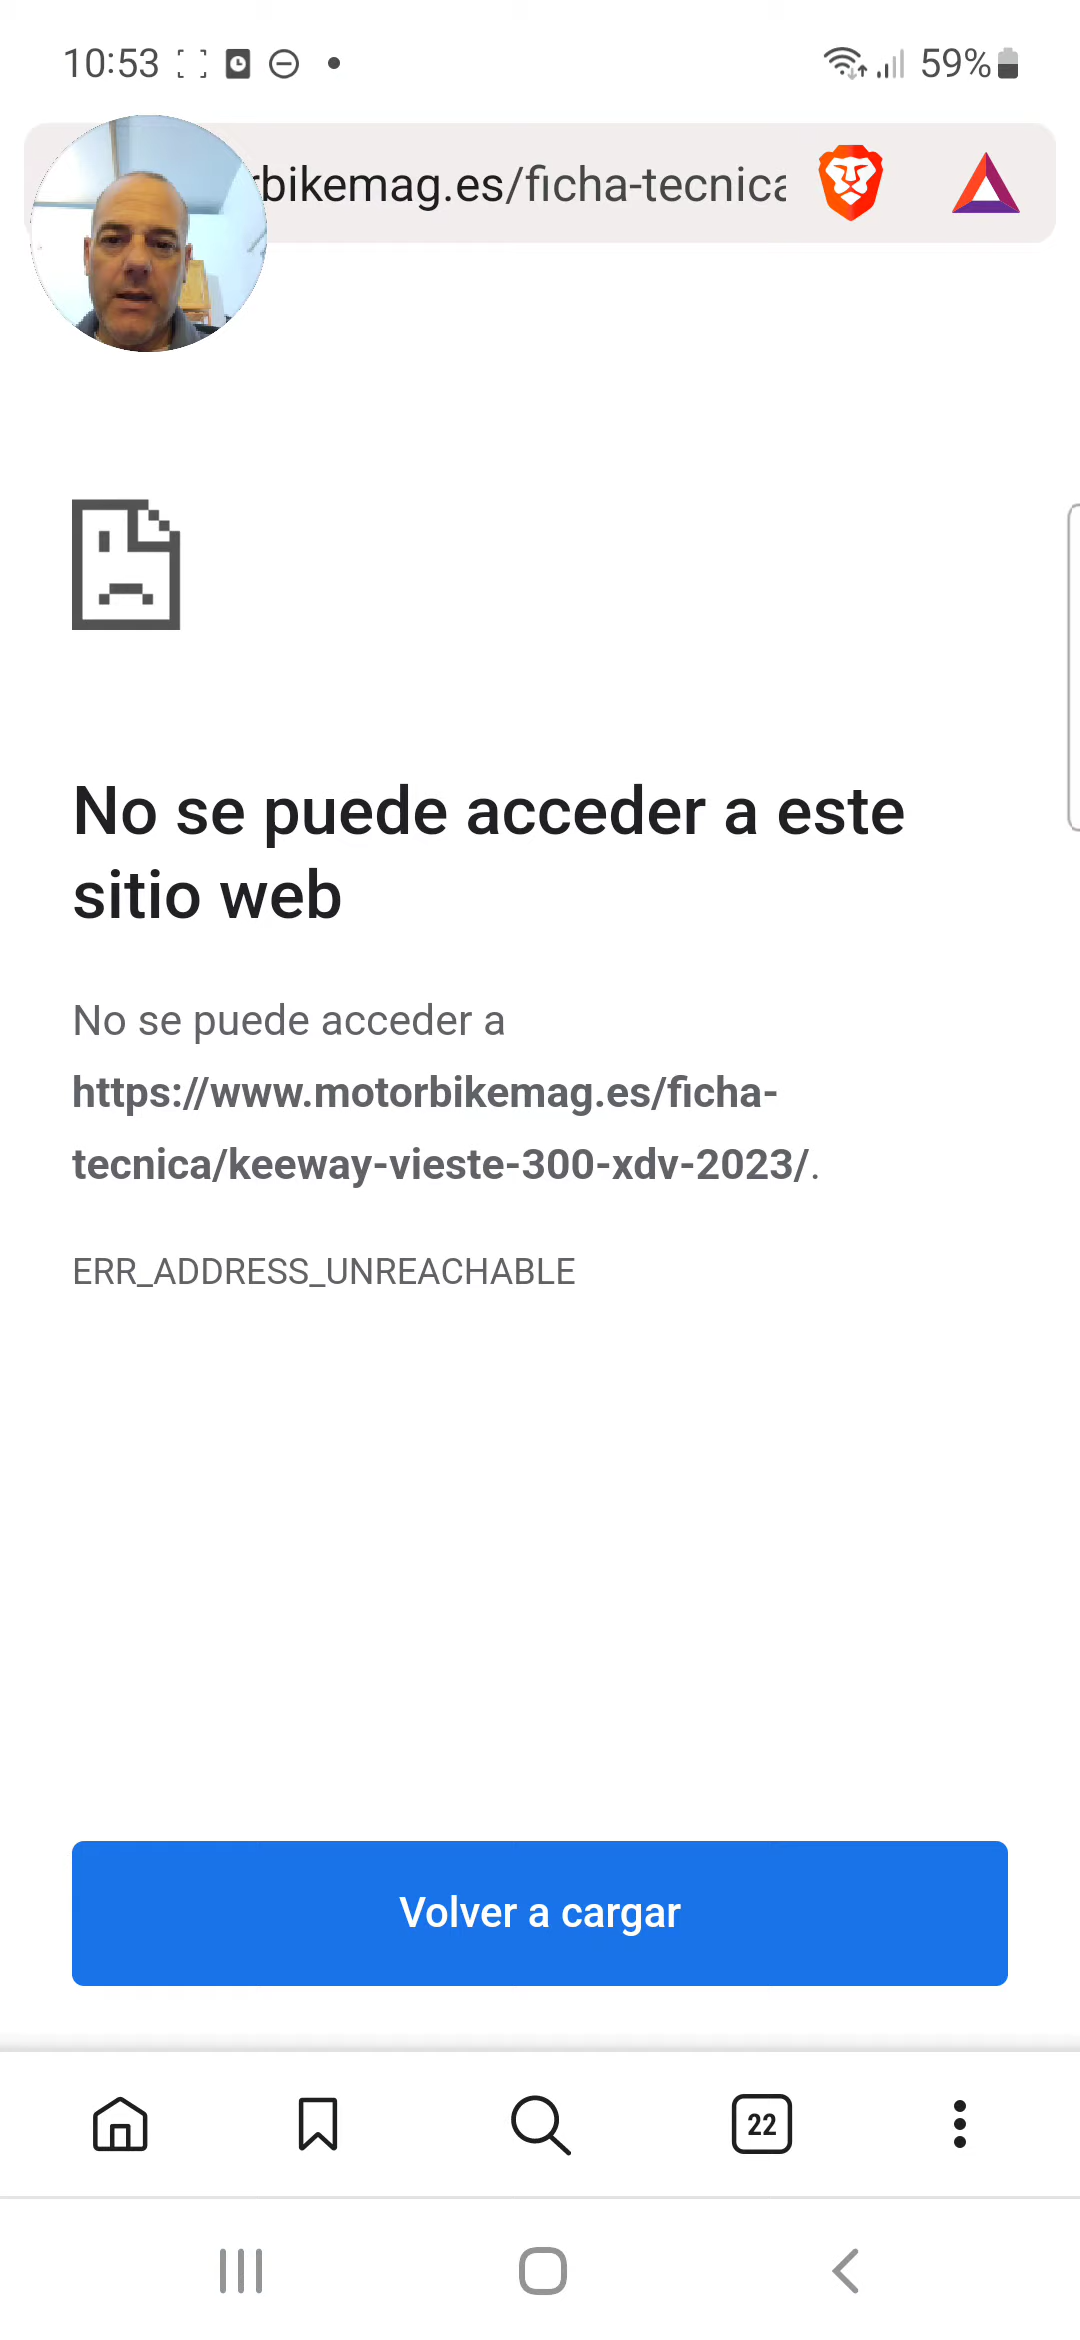 10:53
59%
bikemag.es/ficha-tecnica
No se puede acceder a este
sitio web
No se puede acceder a
https://www.motorbikemag.es/ficha-
tecnica/keeway-vieste-300-xdv-2023/.
ERR_ADDRESS_UNREACHABLE
Volver a cargar
22